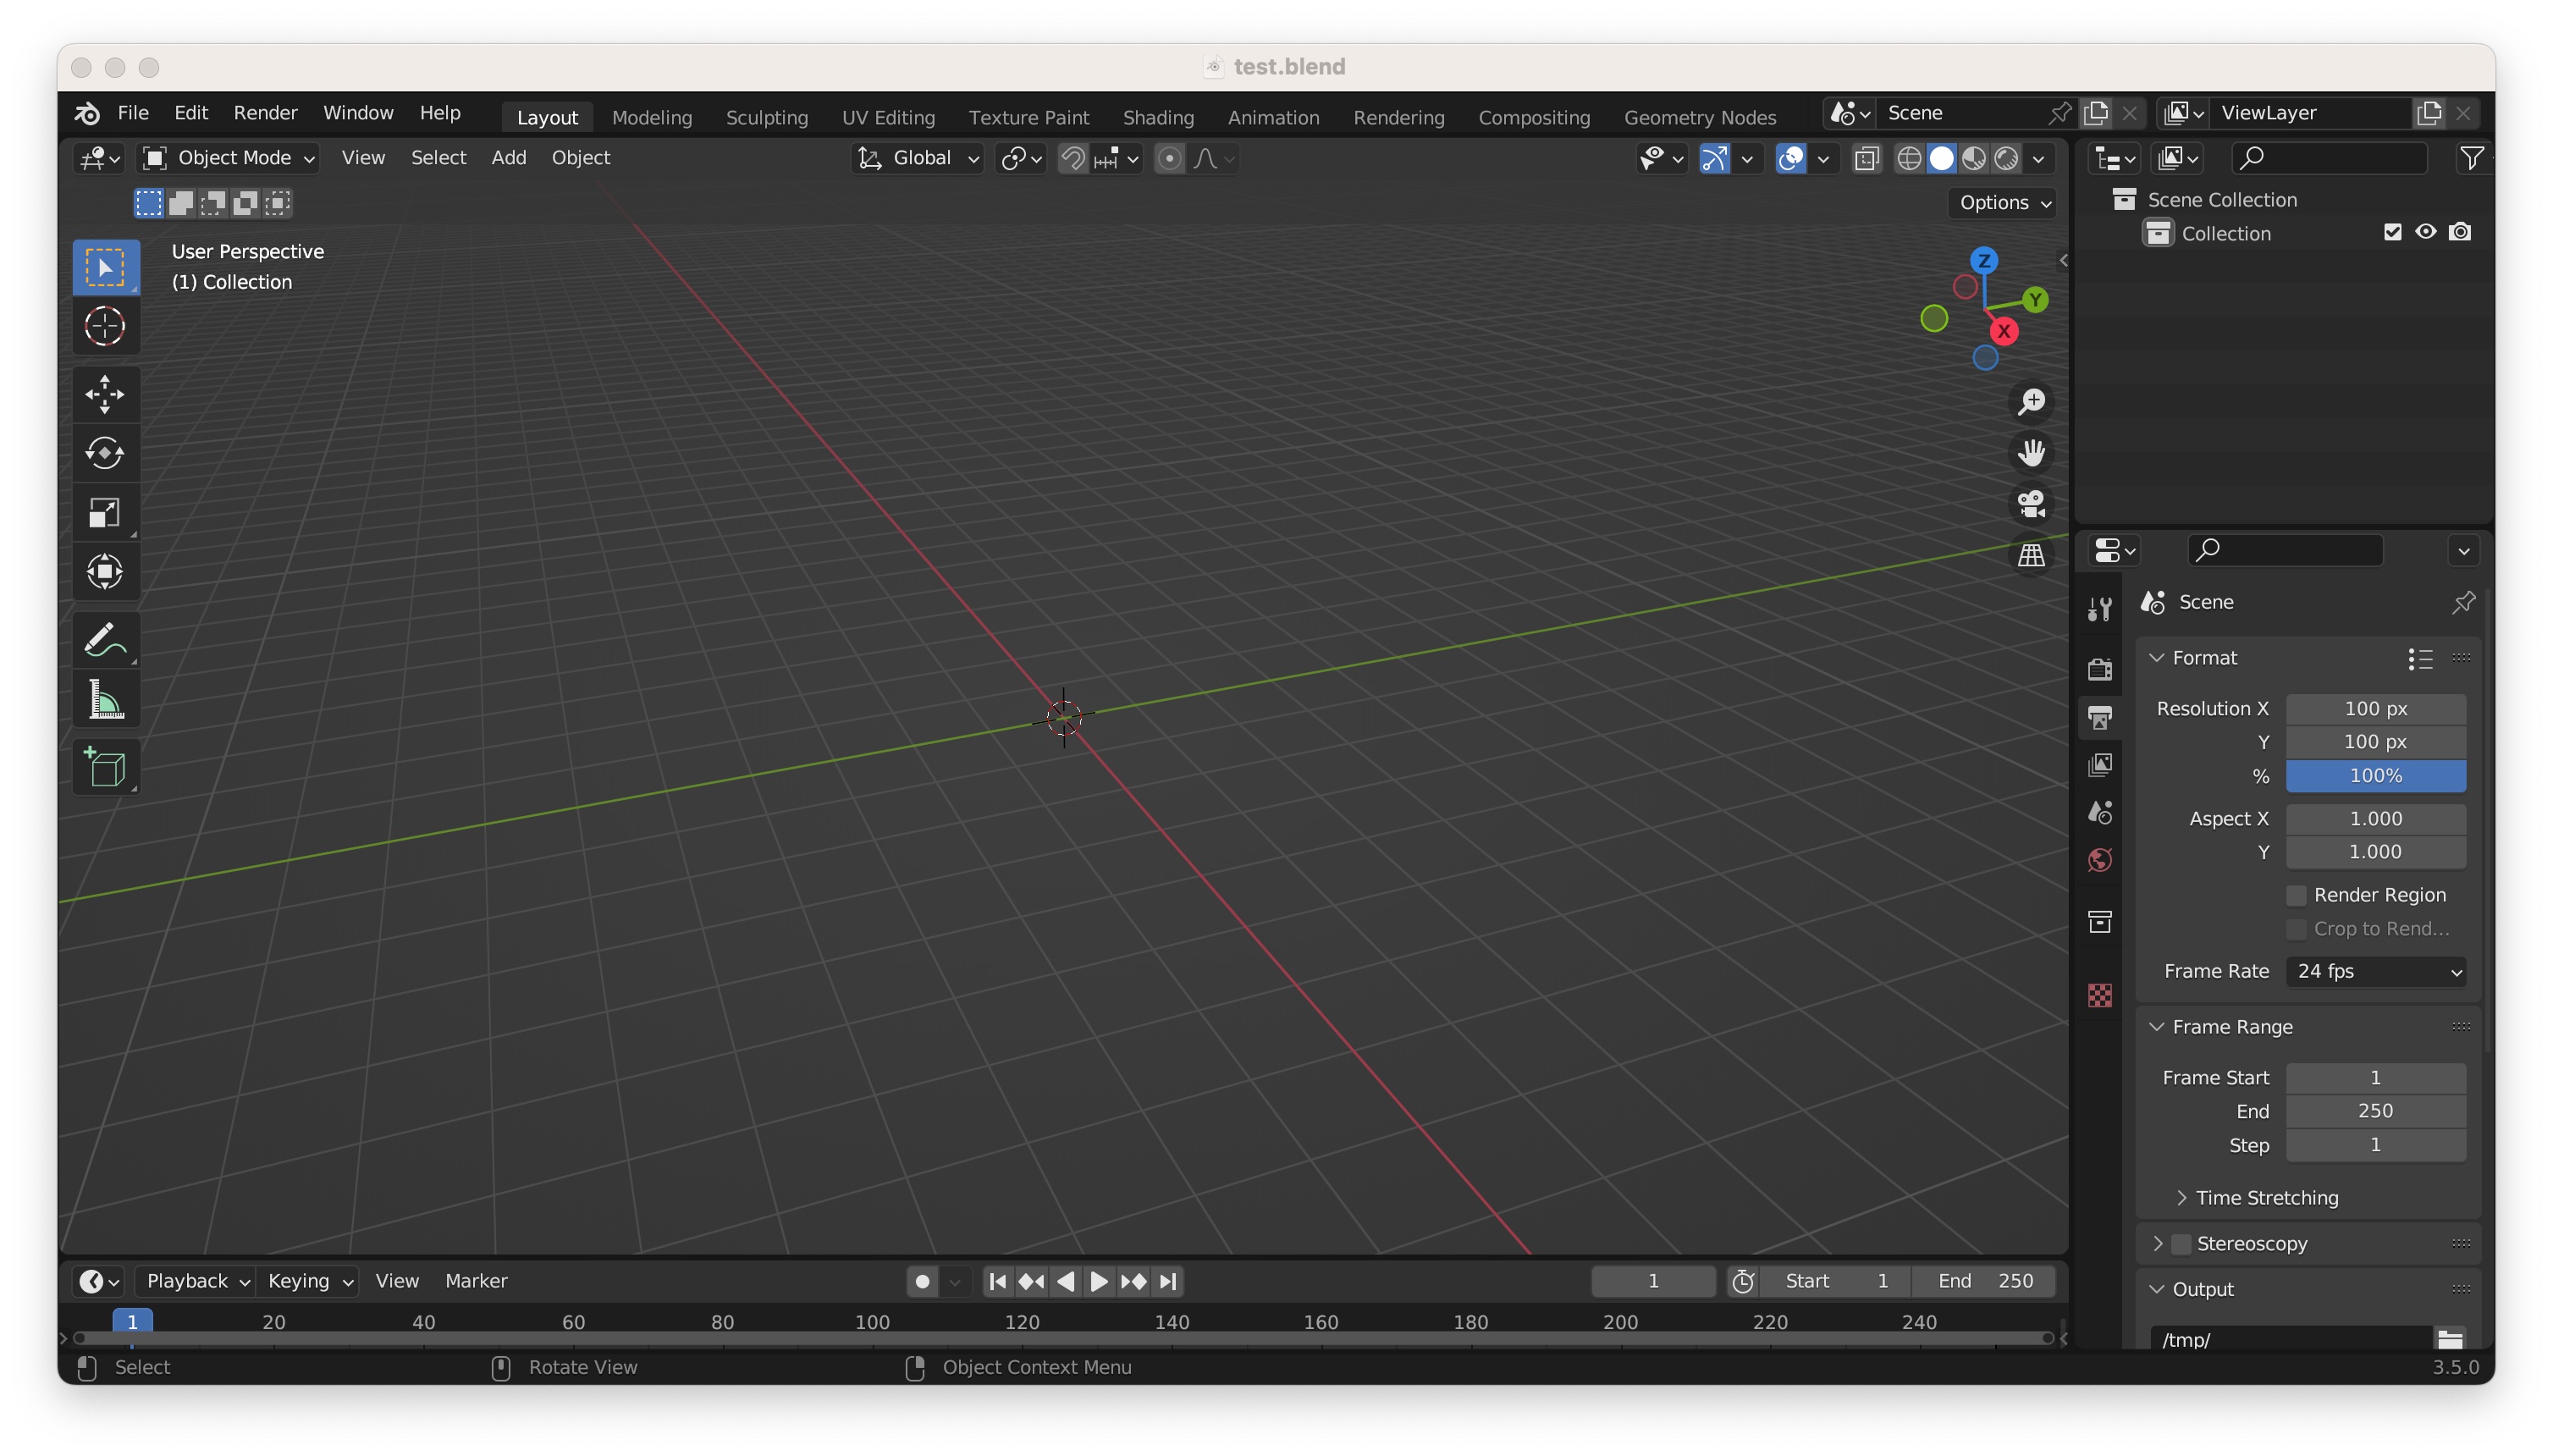 test.blend
File Edit Render Window Help Layout Modeling Sculpting UV Editing Texture Paint Shading Animation Rendering Compositing Geometry Nodes Scene ViewLayer
Object Mode View Select Add Object Global
Options
User Perspective
(1) Collection
Z
Y
X
Scene Collection
Collection
Scene
Format
Resolution X 100 px
Y 100 px
% 100%
Aspect X 1.000
Y 1.000
Render Region
Crop to Rend...
Frame Rate 24 fps
Frame Range
Frame Start 1
End 250
Step 1
Time Stretching
Stereoscopy
Output
/tmp/
Playback Keying View Marker 1 Start 1 End 250
1 20 40 60 80 100 120 140 160 180 200 220 240
Select Rotate View Object Context Menu 3.5.0